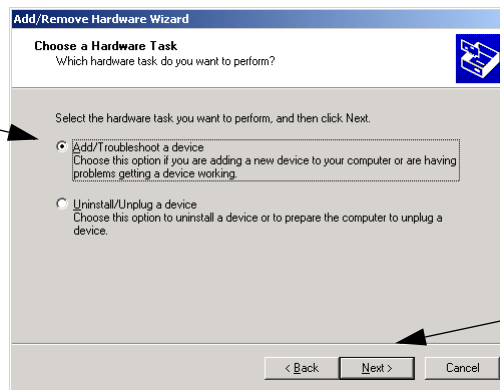 Add/Remove Hardware Wizard
Choose a Hardware Task
Which hardware task do you want to perform?
Select the hardware task you want to perform, and then click Next.
Add/Troubleshoot a device
Choose this option if you are adding a new device to your computer or are having
problems getting a device working.
Uninstall/Unplug a device
Choose this option to uninstall a device or to prepare the computer to unplug a
device.
< Back Next > Cancel